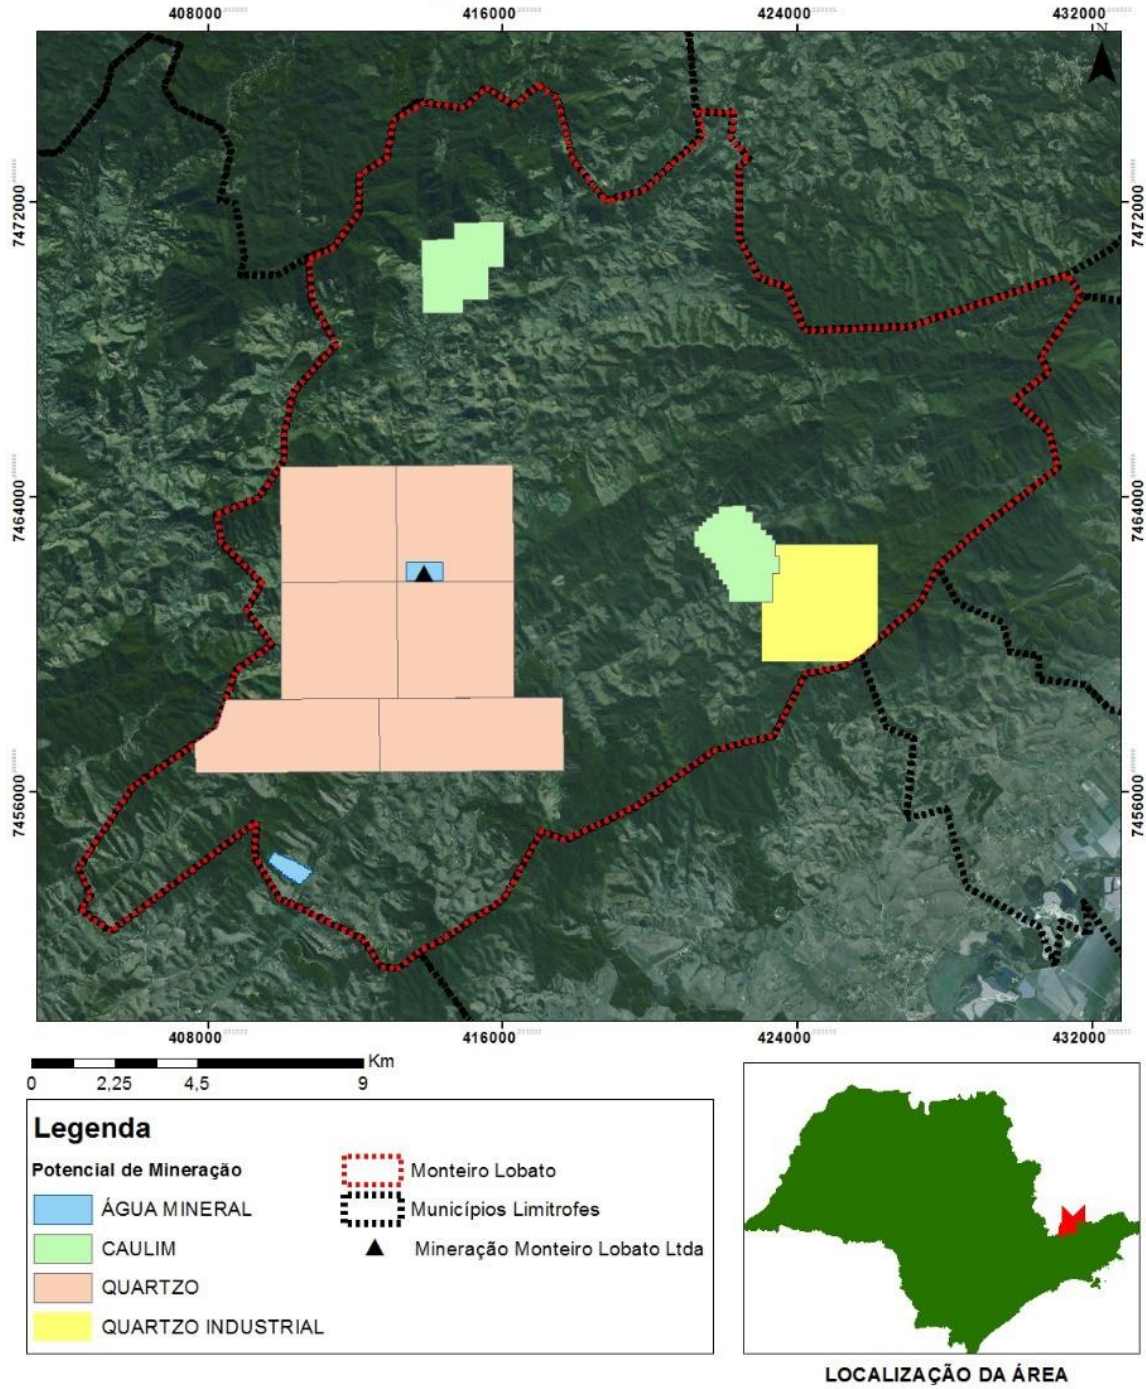 408000 416000 424000 432000
N
7472000 7472000
7464000 7464000
7456000 7456000
408000 416000 424000 432000
Km
0 2,25 4,5 9
Legenda
Potencial de Mineração
ÁGUA MINERAL
CAULIM
QUARTZO
QUARTZO INDUSTRIAL
Monteiro Lobato
Municípios Limitrofes
Mineração Monteiro Lobato Ltda
LOCALIZAÇÃO DA ÁREA